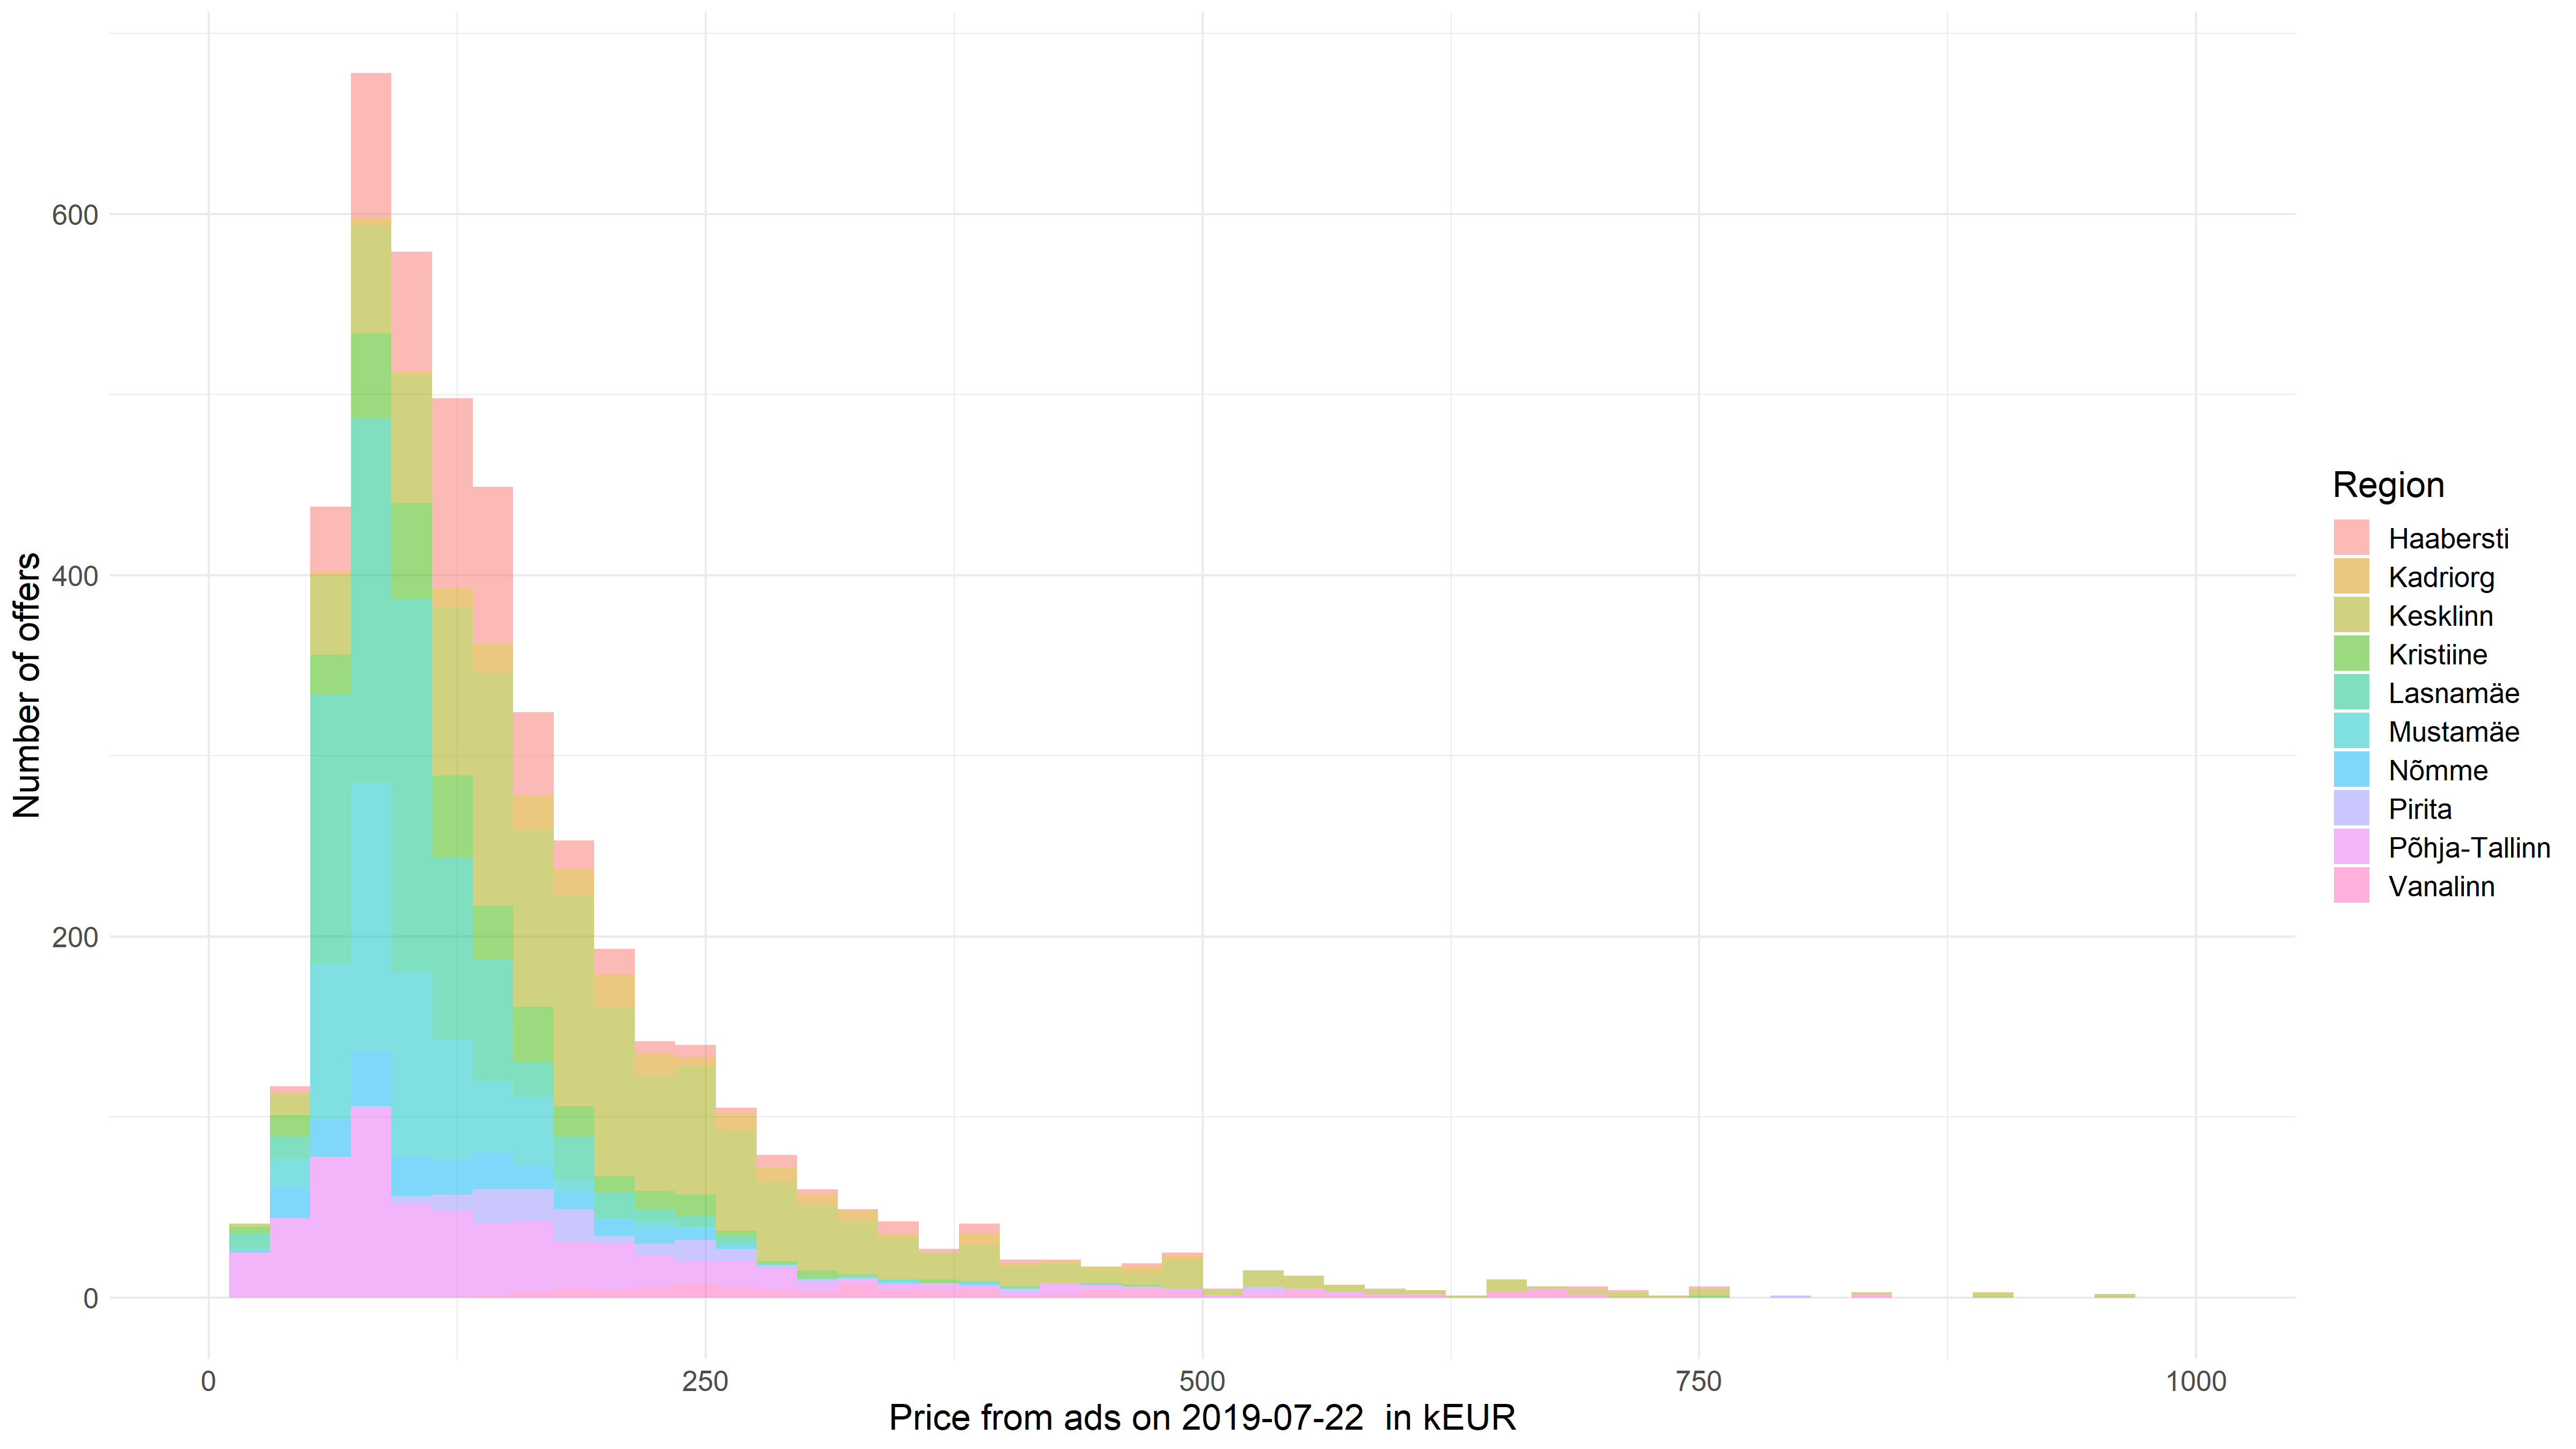 600
400
200
0
Number of offers
0 250 500 750 1000
Price from ads on 2019-07-22  in kEUR
Region
Haabersti
Kadriorg
Kesklinn
Kristiine
Lasnamäe
Mustamäe
Nõmme
Pirita
Põhja-Tallinn
Vanalinn